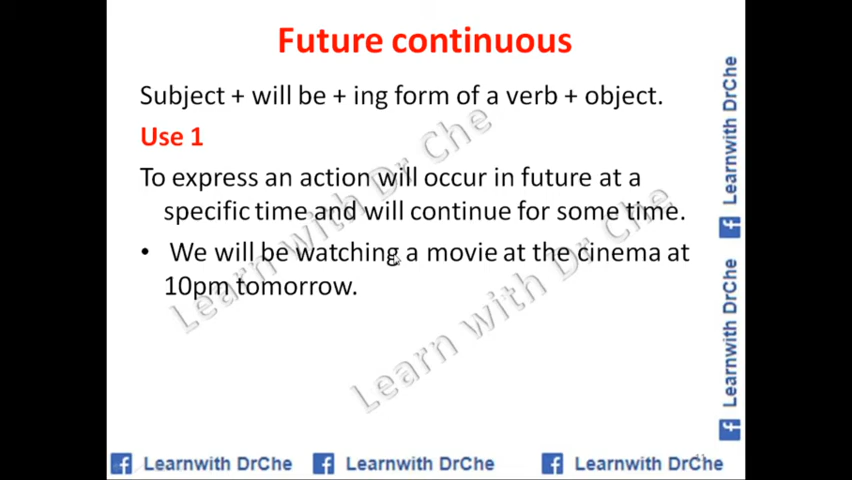 Future continuous
Subject + will be + ing form of a verb + object.
Use 1
To express an action will occur in future at a
specific time and will continue for some time.
• We will be watching a movie at the cinema at
10pm tomorrow.
Learn with Dr Che
Learn with Dr Che
Learnwith DrChe
Learnwith DrChe
Learnwith DrChe
Learnwith DrChe
Learnwith DrChe